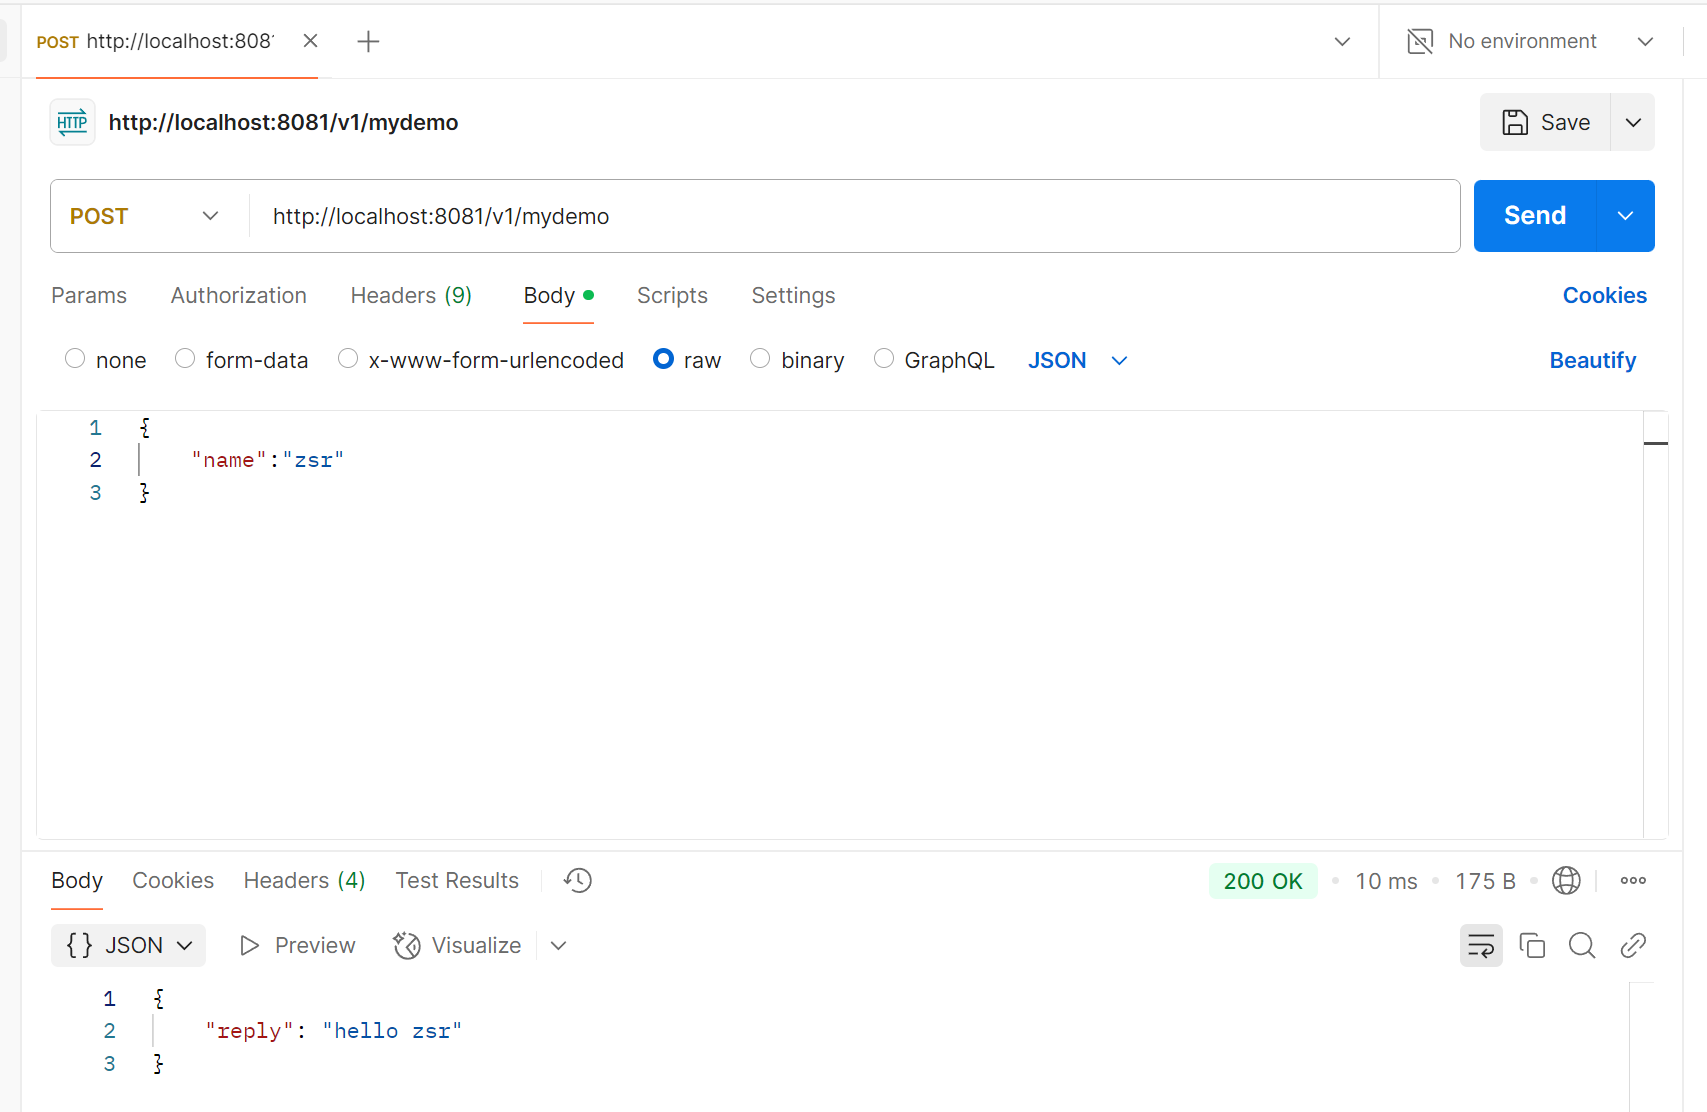 POST http://localhost:808
No environment
HTTP http://localhost:8081/v1/mydemo
Save
POST http://localhost:8081/v1/mydemo
Send
Params Authorization Headers (9) Body Scripts Settings Cookies
none form-data x-www-form-urlencoded raw binary GraphQL JSON Beautify
1 {
2 "name":"zsr"
3 }
Body Cookies Headers (4) Test Results 200 OK • 10 ms • 175 B •
{} JSON Preview Visualize
1 {
2 "reply": "hello zsr"
3 }